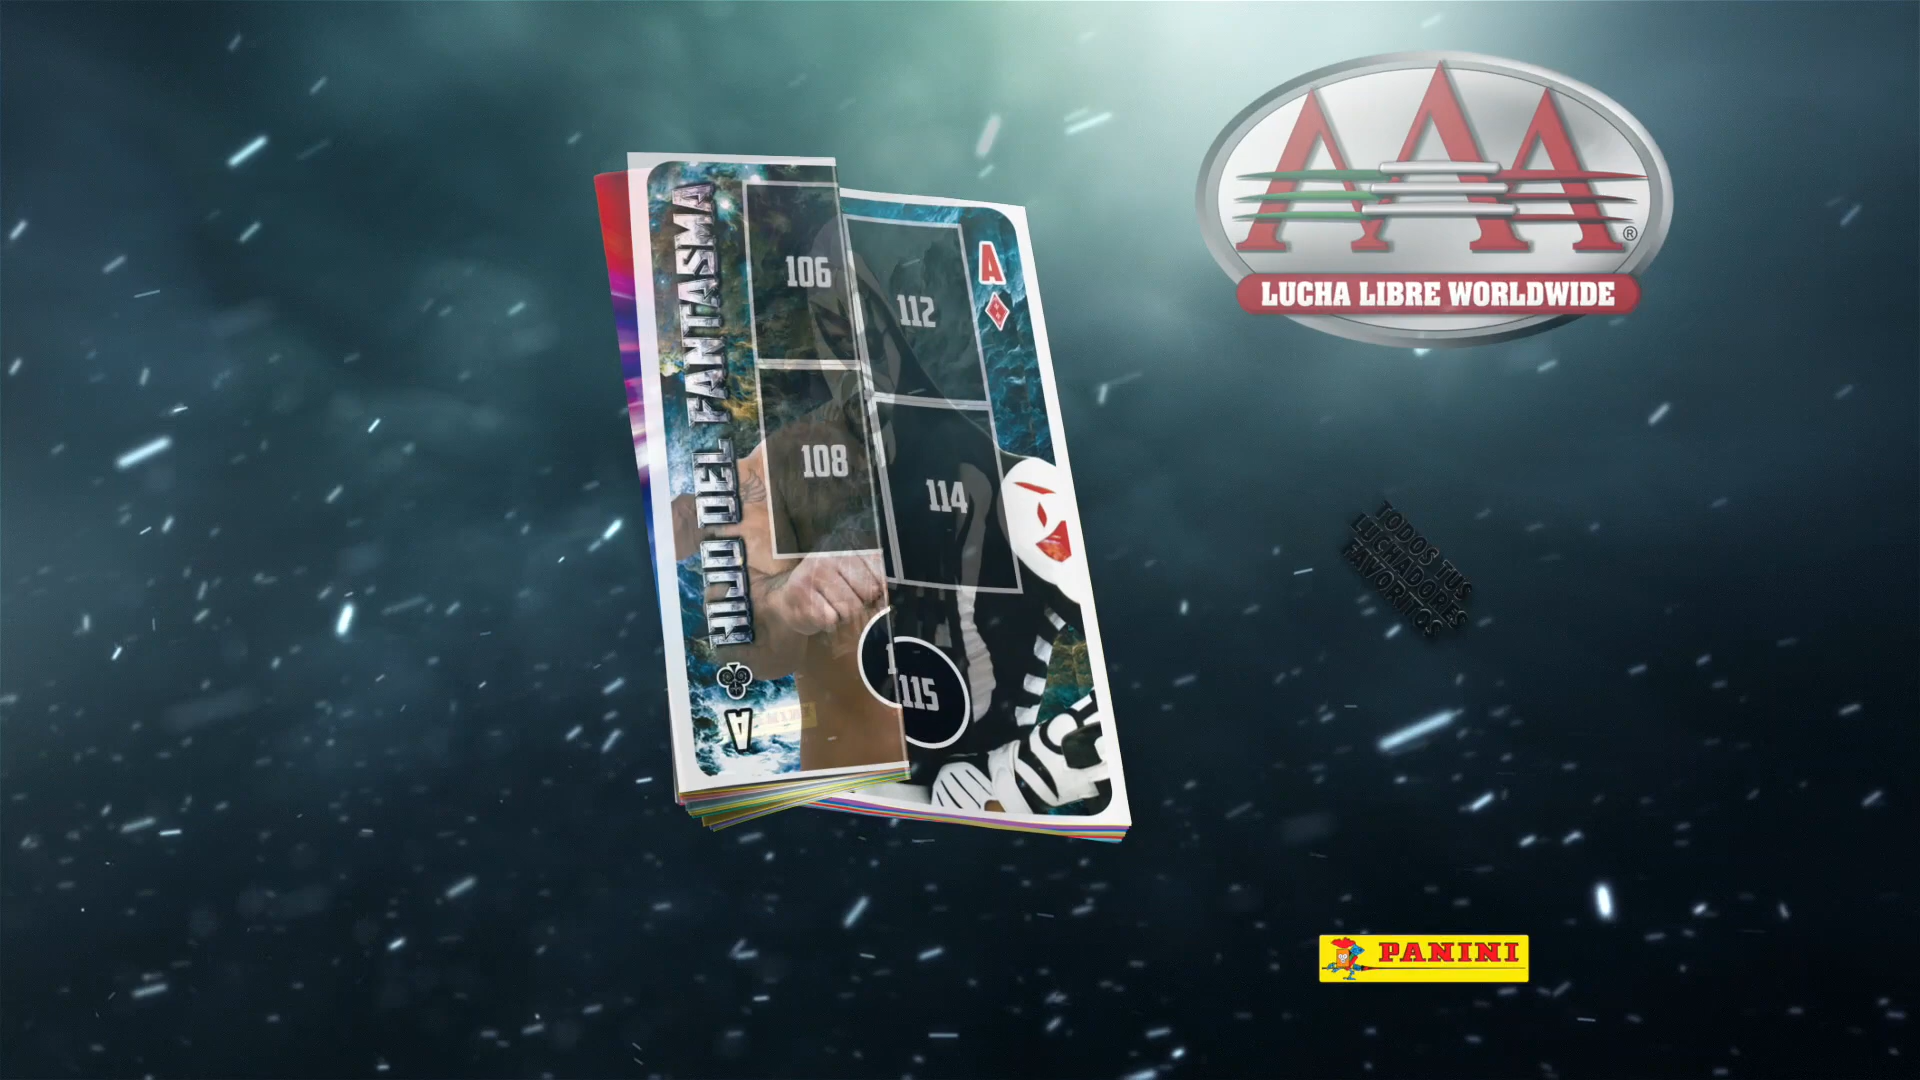 AAA
®
LUCHA LIBRE WORLDWIDE
HIJO DEL FANTASMA
A
106
112
A
108
114
115
TODOS TUS
LUCHADORES
FAVORITOS
PANINI